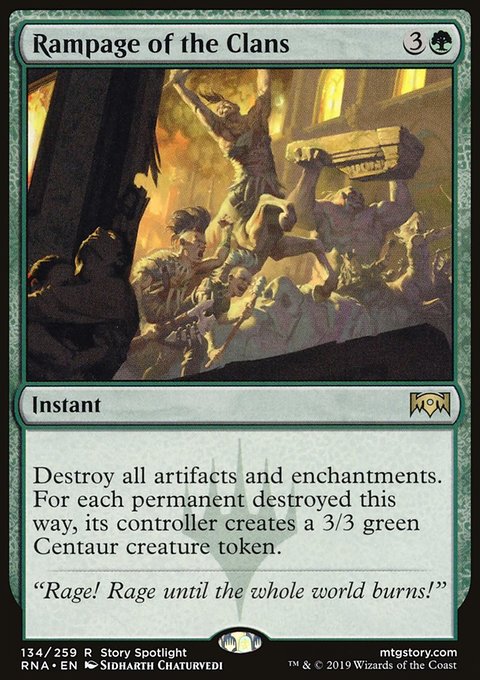 Rampage of the Clans 3
Instant
Destroy all artifacts and enchantments.
For each permanent destroyed this
way, its controller creates a 3/3 green
Centaur creature token.
“Rage! Rage until the whole world burns!”
134/259 R Story Spotlight mtgstory.com
RNA • EN Sidharth Chaturvedi ™ & © 2019 Wizards of the Coast